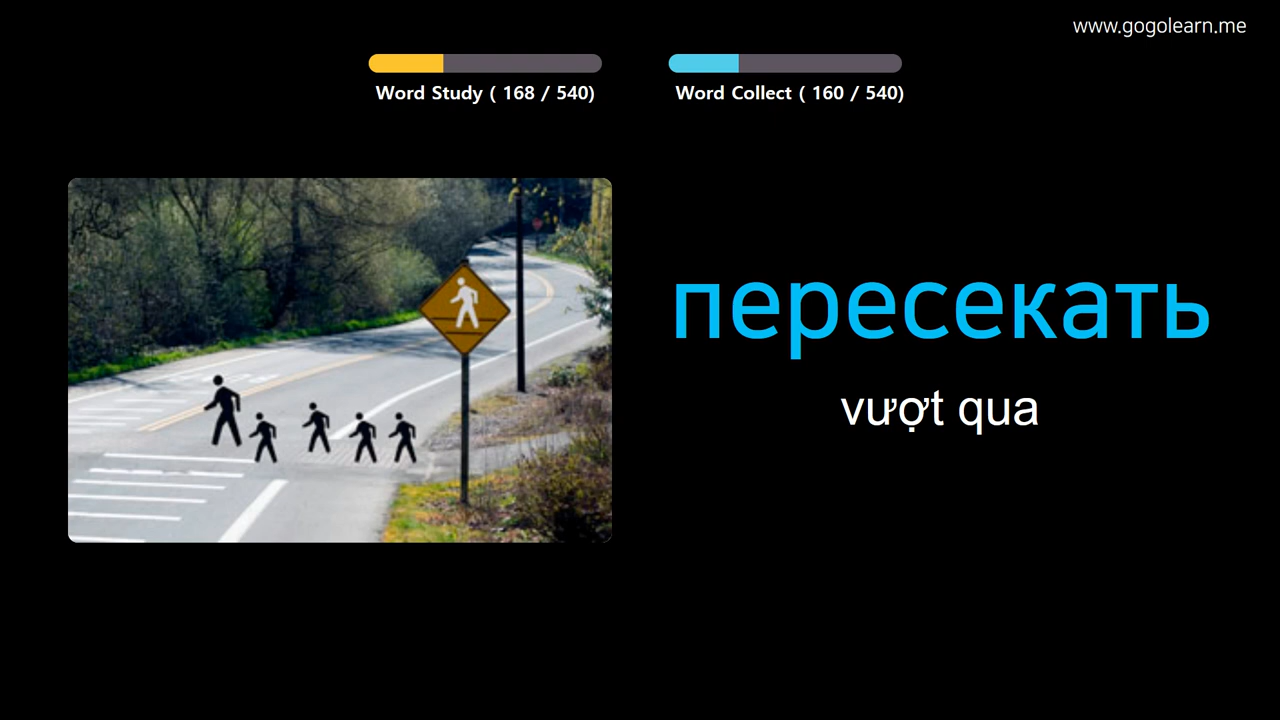 www.gogolearn.me
Word Study ( 168 / 540)
Word Collect ( 160 / 540)
пересекать
vượt qua